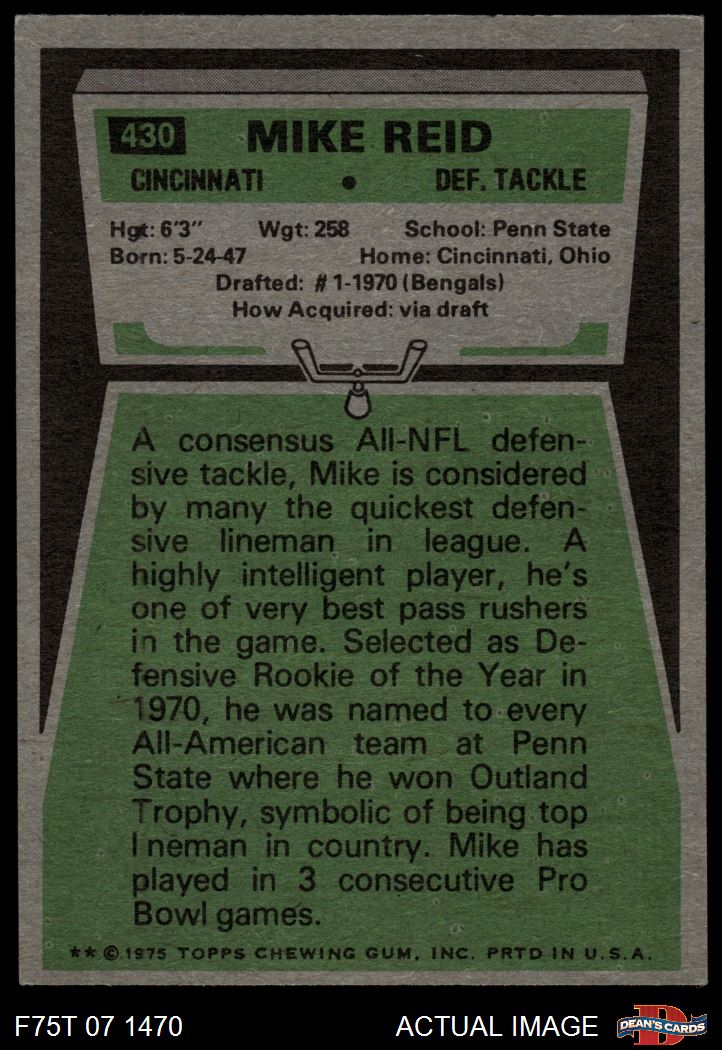 430 MIKE REID
CINCINNATI • DEF. TACKLE
Hgt: 6'3" Wgt: 258 School: Penn State
Born: 5-24-47 Home: Cincinnati, Ohio
Drafted: #1-1970 (Bengals)
How Acquired: via draft
A consensus All-NFL defen-
sive tackle, Mike is considered
by many the quickest defen-
sive lineman in league. A
highly intelligent player, he's
one of very best pass rushers
in the game. Selected as De-
fensive Rookie of the Year in
1970, he was named to every
All-American team at Penn
State where he won Outland
Trophy, symbolic of being top
l neman in country. Mike has
played in 3 consecutive Pro
Bowl games.
** © 1975 TOPPS CHEWING GUM, INC. PRTD IN U.S.A.
F75T 07 1470 ACTUAL IMAGE D DEAN'S CARDS